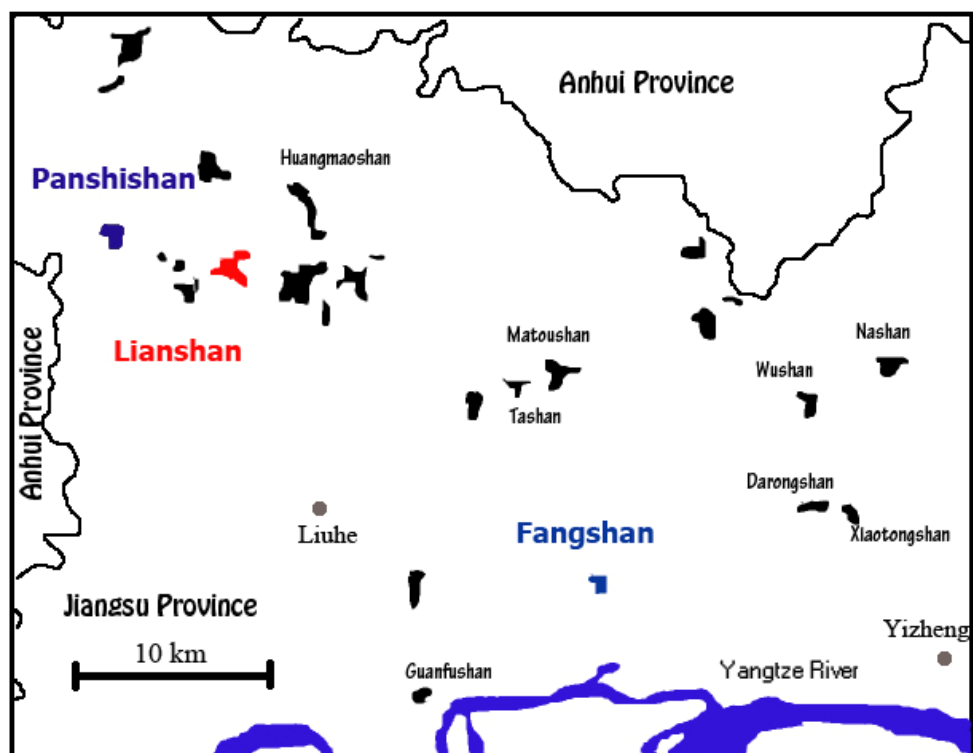 Anhui Province
Huangmaoshan
Panshishan
Lianshan
Anhui Province
Matoushan
Nashan
Wushan
Tashan
Darongshan
Liuhe
Fangshan
Xiaotongshan
Jiangsu Province
10 km
Yizheng
Guanfushan
Yangtze River